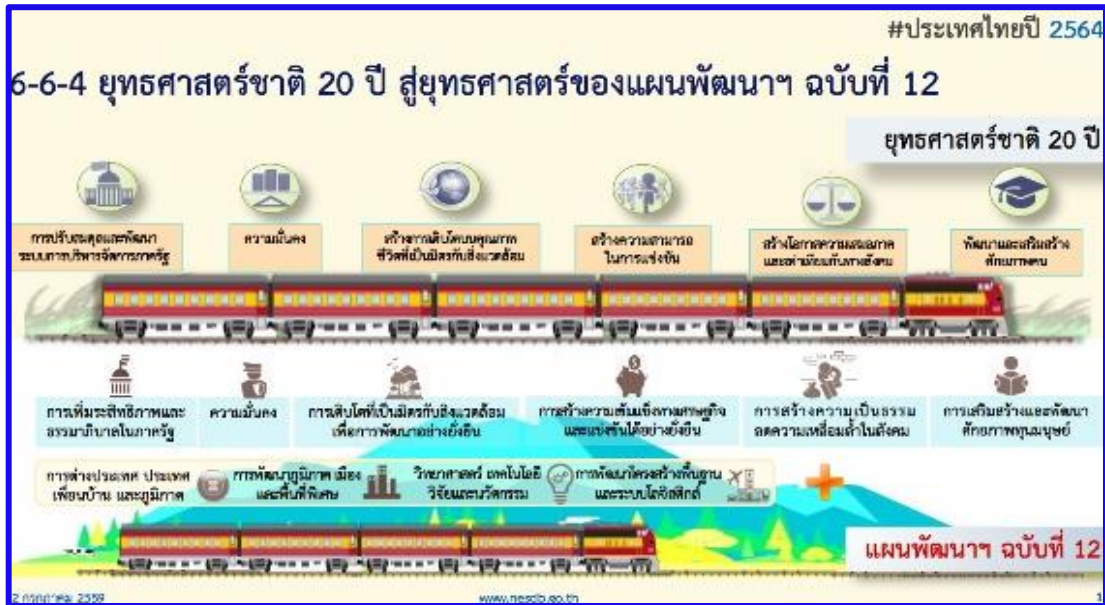 #ประเทศไทยปี 2564
6-6-4 ยุทธศาสตร์ชาติ 20 ปี สู่ยุทธศาสตร์ของแผนพัฒนาฯ ฉบับที่ 12
ยุทธศาสตร์ชาติ 20 ปี
การปรับสมดุลและพัฒนา
ระบบการบริหารจัดการภาครัฐ
ความมั่นคง
สร้างการเติบโตบนคุณภาพ
ชีวิตที่เป็นมิตรกับสิ่งแวดล้อม
สร้างความสามารถ
ในการแข่งขัน
สร้างโอกาสความเสมอภาค
และเท่าเทียมกันทางสังคม
พัฒนาและเสริมสร้าง
ศักยภาพคน
การเพิ่มประสิทธิภาพและ
ธรรมาภิบาลในภาครัฐ
ความมั่นคง
การเติบโตที่เป็นมิตรกับสิ่งแวดล้อม
เพื่อการพัฒนาอย่างยั่งยืน
การสร้างความเข้มแข็งทางเศรษฐกิจ
และแข่งขันได้อย่างยั่งยืน
การสร้างความเป็นธรรม
ลดความเหลื่อมล้ำในสังคม
การเสริมสร้างและพัฒนา
ศักยภาพทุนมนุษย์
การต่างประเทศ ประเทศ
เพื่อนบ้าน และภูมิภาค
การพัฒนาภูมิภาค เมือง
และพื้นที่พิเศษ
วิทยาศาสตร์ เทคโนโลยี
วิจัยและนวัตกรรม
การพัฒนาโครงสร้างพื้นฐาน
และระบบโลจิสติกส์
แผนพัฒนาฯ ฉบับที่ 12
2 กรกฎาคม 2559
www.nesdb.go.th
1